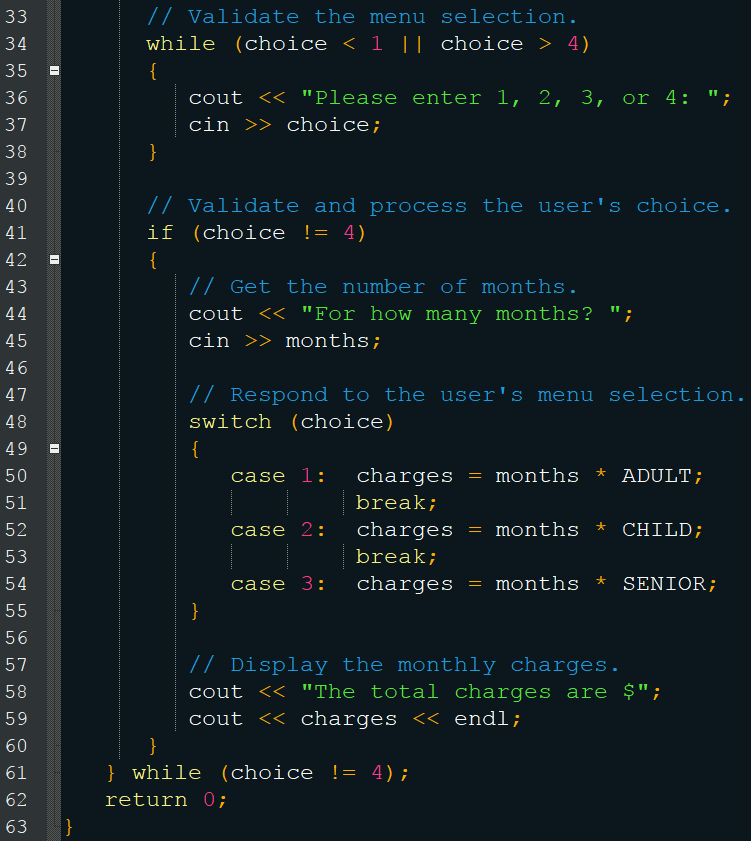 33 // Validate the menu selection.
34 while (choice < 1 || choice > 4)
35 {
36 cout << "Please enter 1, 2, 3, or 4: ";
37 cin >> choice;
38 }
39
40 // Validate and process the user's choice.
41 if (choice != 4)
42 {
43 // Get the number of months.
44 cout << "For how many months? ";
45 cin >> months;
46
47 // Respond to the user's menu selection.
48 switch (choice)
49 {
50 case 1: charges = months * ADULT;
51 break;
52 case 2: charges = months * CHILD;
53 break;
54 case 3: charges = months * SENIOR;
55 }
56
57 // Display the monthly charges.
58 cout << "The total charges are $";
59 cout << charges << endl;
60 }
61 } while (choice != 4);
62 return 0;
63 }